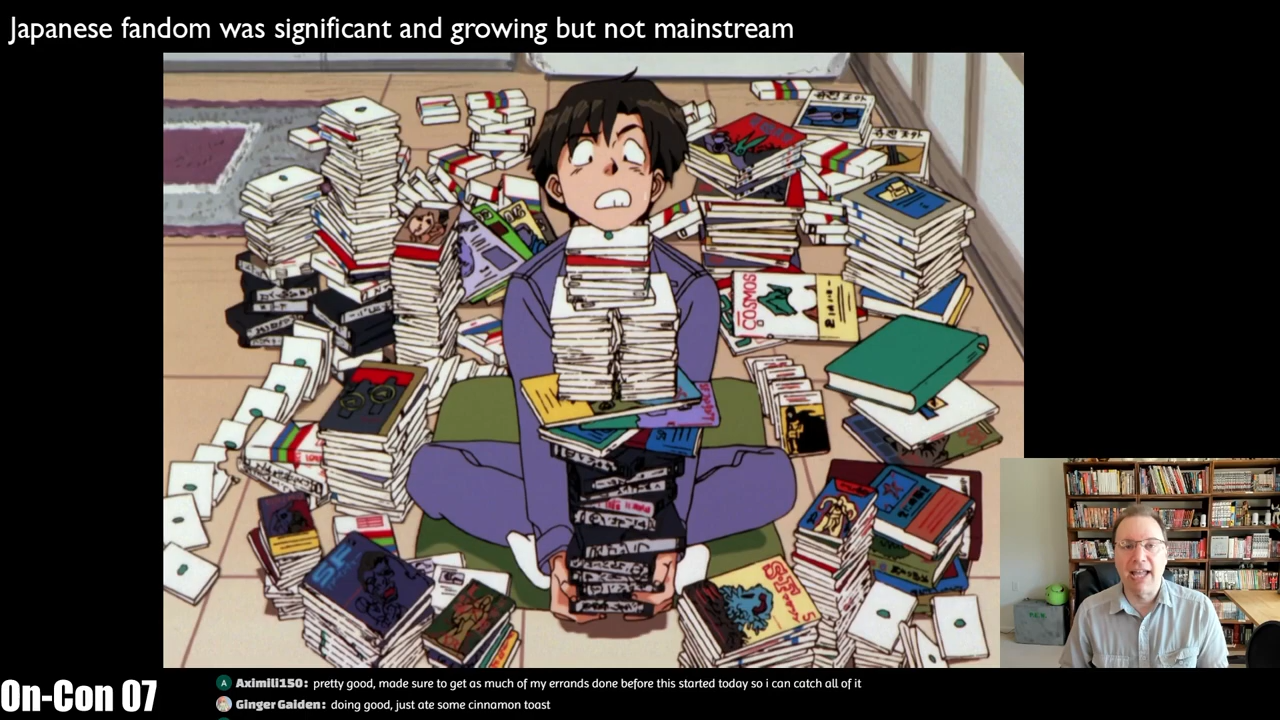 Japanese fandom was significant and growing but not mainstream
COSMOS
SF
SF
On-Con 07
A Aximili150: pretty good, made sure to get as much of my errands done before this started today so i can catch all of it
Ginger Galden: doing good, just ate some cinnamon toast